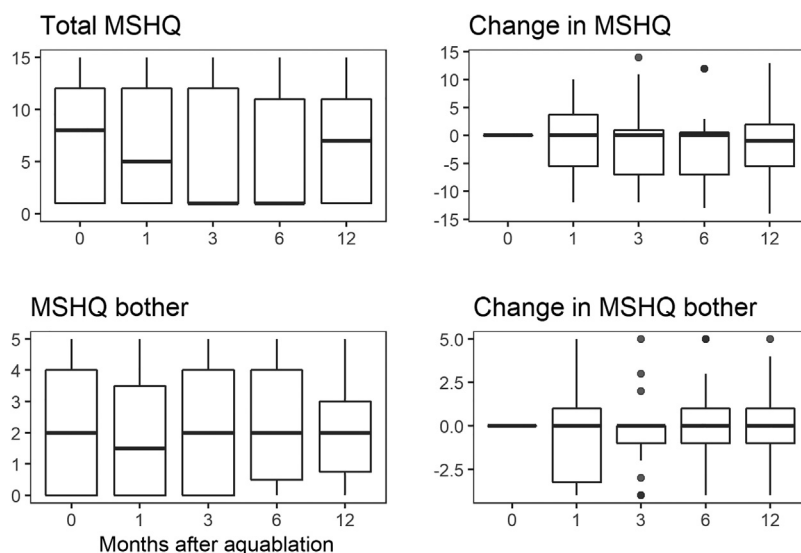 Total MSHQ
15
10
5
0
0 1 3 6 12
Change in MSHQ
15
10
5
0
-5
-10
-15
0 1 3 6 12
MSHQ bother
5
4
3
2
1
0
0 1 3 6 12
Months after aquablation
Change in MSHQ bother
5.0
2.5
0.0
-2.5
0 1 3 6 12